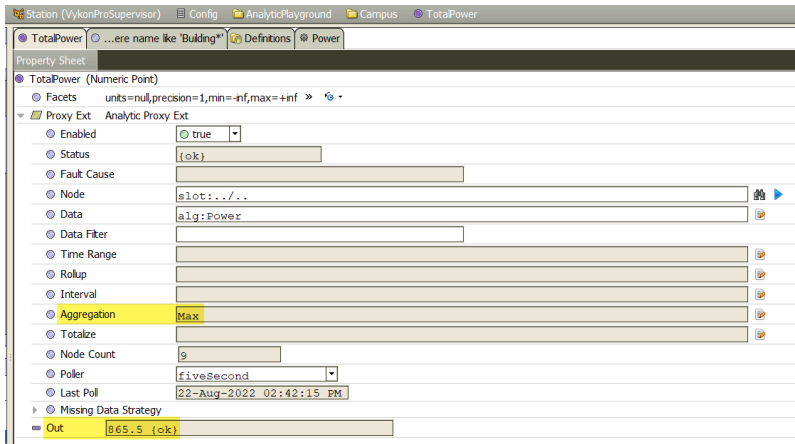 Station (VykonProSupervisor) Config AnalyticPlayground Campus TotalPower
TotalPower ...ere name like 'Building*' Definitions Power
Property Sheet
TotalPower (Numeric Point)
Facets units=null,precision=1,min=-inf,max=+inf »
Proxy Ext Analytic Proxy Ext
Enabled true
Status {ok}
Fault Cause
Node slot:../..
Data alg:Power
Data Filter
Time Range
Rollup
Interval
Aggregation Max
Totalize
Node Count 9
Poller fiveSecond
Last Poll 22-Aug-2022 02:42:15 PM
Missing Data Strategy
Out 865.5 {ok}